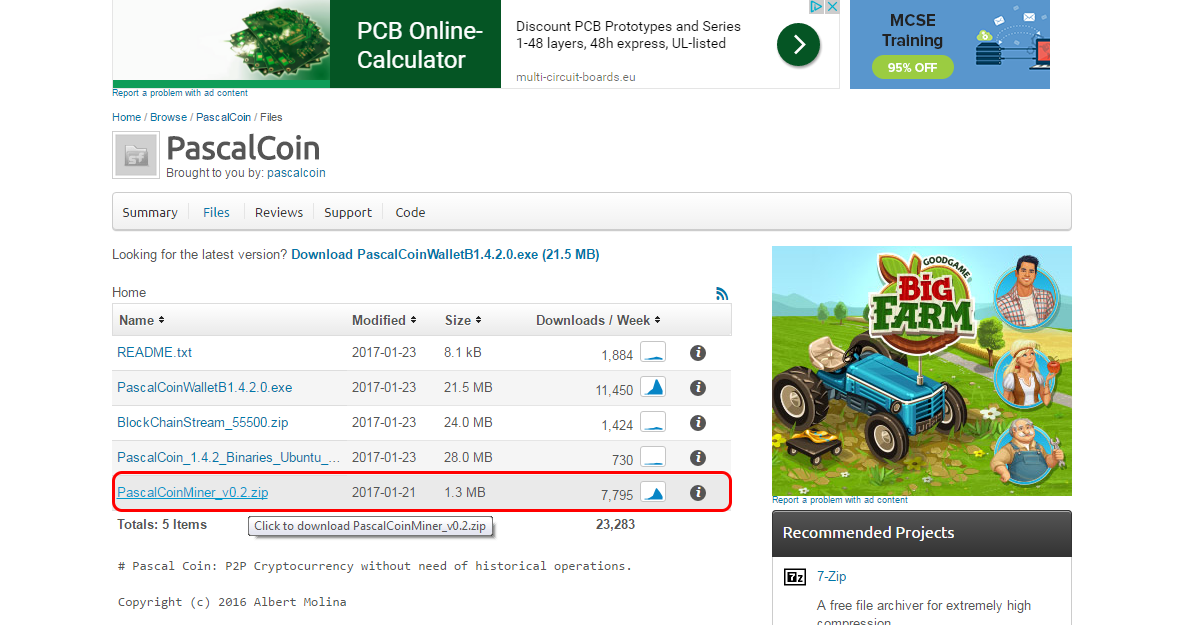 PCB Online-
Calculator
Discount PCB Prototypes and Series
1-48 layers, 48h express, UL-listed
multi-circuit-boards.eu
MCSE
Training
95% OFF
Report a problem with ad content
Home / Browse / PascalCoin / Files
SF
PascalCoin
Brought to you by: pascalcoin
Summary Files Reviews Support Code
Looking for the latest version? Download PascalCoinWalletB1.4.2.0.exe (21.5 MB)
Home
Name Modified Size Downloads / Week
README.txt 2017-01-23 8.1 kB 1,884 i
PascalCoinWalletB1.4.2.0.exe 2017-01-23 21.5 MB 11,450 i
BlockChainStream_55500.zip 2017-01-23 24.0 MB 1,424 i
PascalCoin_1.4.2_Binaries_Ubuntu_... 2017-01-23 28.0 MB 730 i
PascalCoinMiner_v0.2.zip 2017-01-21 1.3 MB 7,795 i
Totals: 5 Items 23,283
Click to download PascalCoinMiner_v0.2.zip
# Pascal Coin: P2P Cryptocurrency without need of historical operations.
Copyright (c) 2016 Albert Molina
GOODGAME
BIG
FARM
Report a problem with ad content
Recommended Projects
7z
7-Zip
A free file archiver for extremely high
compression